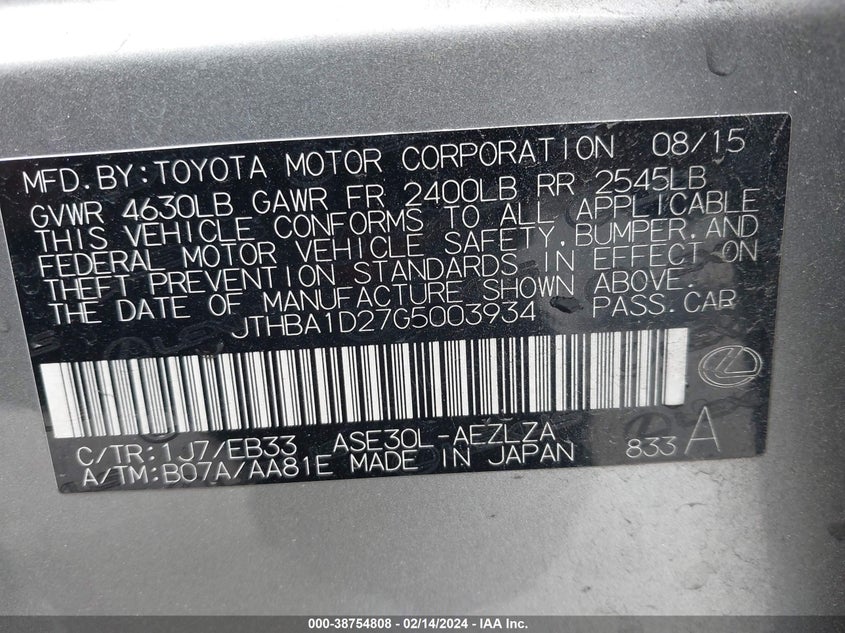 MFD. BY: TOYOTA MOTOR CORPORATION 08/15
GVWR 4630LB GAWR FR 2400LB RR 2545LB
THIS VEHICLE CONFORMS TO ALL APPLICABLE
FEDERAL MOTOR VEHICLE SAFETY, BUMPER, AND
THEFT PREVENTION STANDARDS IN EFFECT ON
THE DATE OF MANUFACTURE SHOWN ABOVE.
JTHBA1D27G5003934 PASS. CAR
C/TR: 1J7/EB33 ASE30L-AEZLZA
A/TM: B07A/AA81E MADE IN JAPAN 833 A
000-38754808 - 02/14/2024 - IAA Inc.